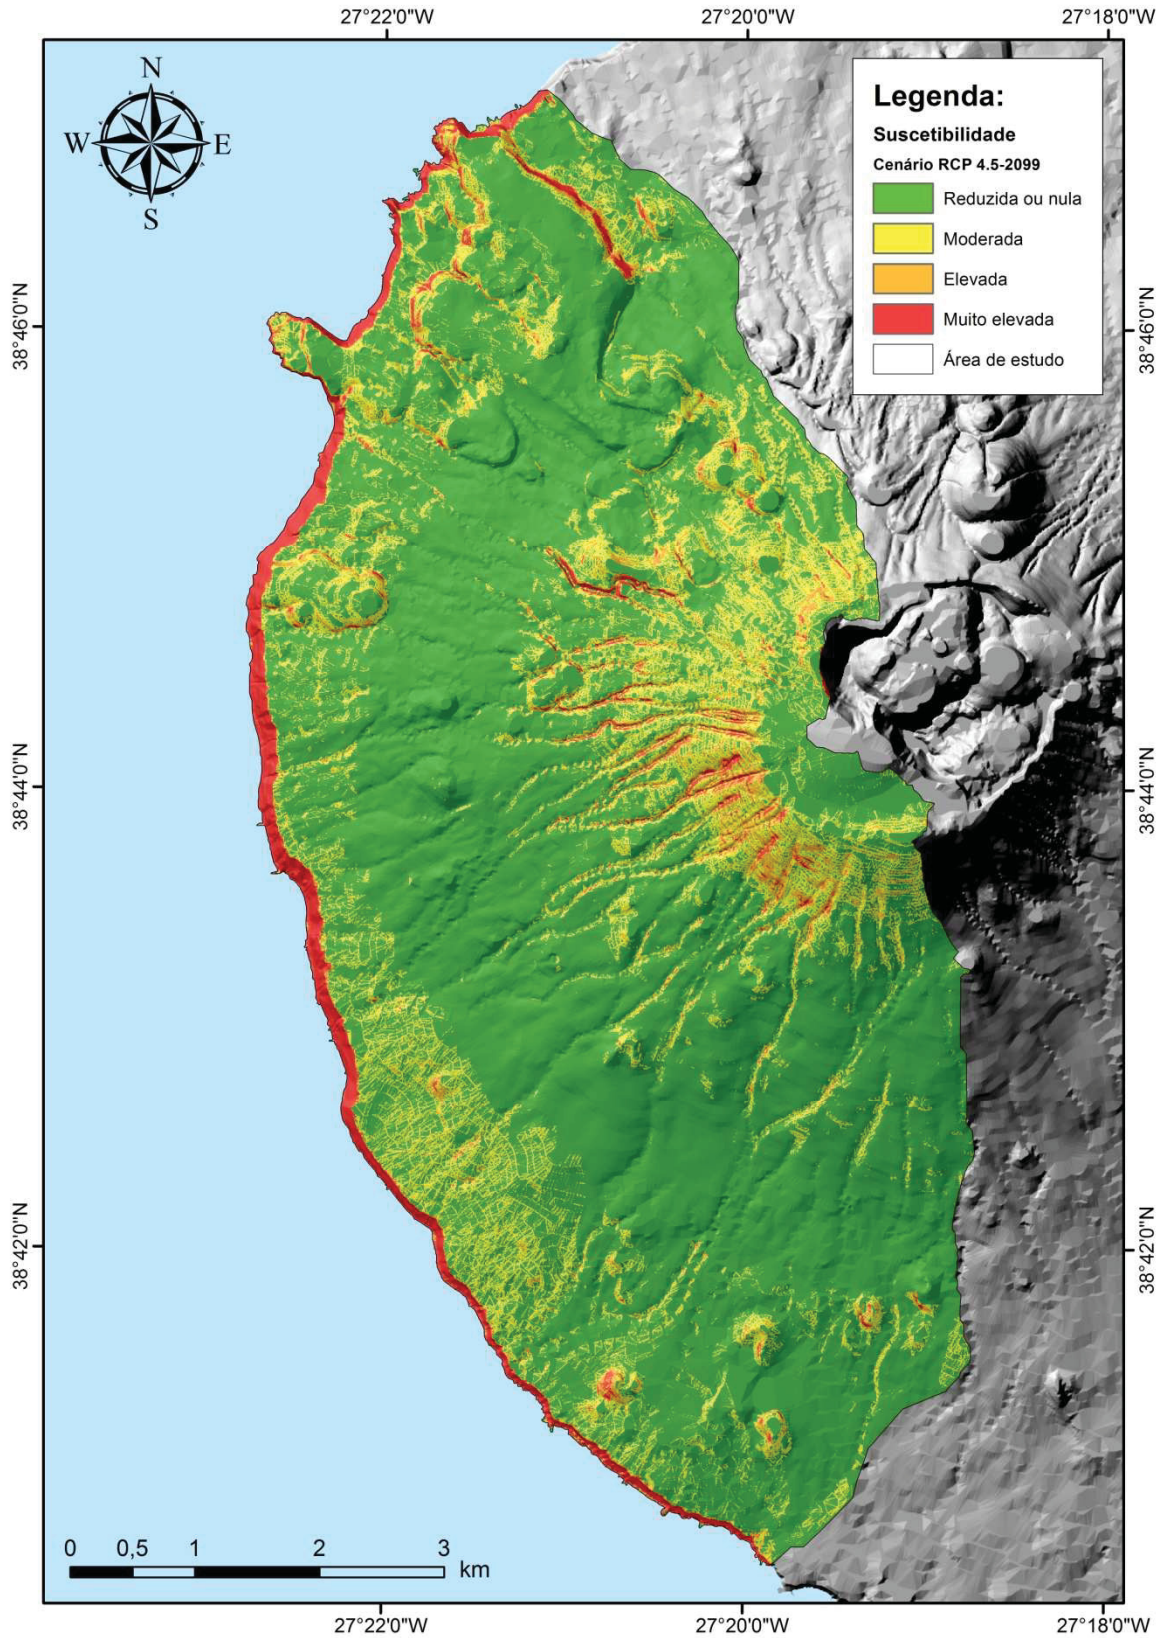 27°22'0"W 27°20'0"W 27°18'0"W
N
W E
S
Legenda:
Suscetibilidade
Cenário RCP 4.5-2099
Reduzida ou nula
Moderada
Elevada
Muito elevada
Área de estudo
38°46'0"N 38°46'0"N
38°44'0"N 38°44'0"N
38°42'0"N 38°42'0"N
0 0,5 1 2 3
km
27°22'0"W 27°20'0"W 27°18'0"W